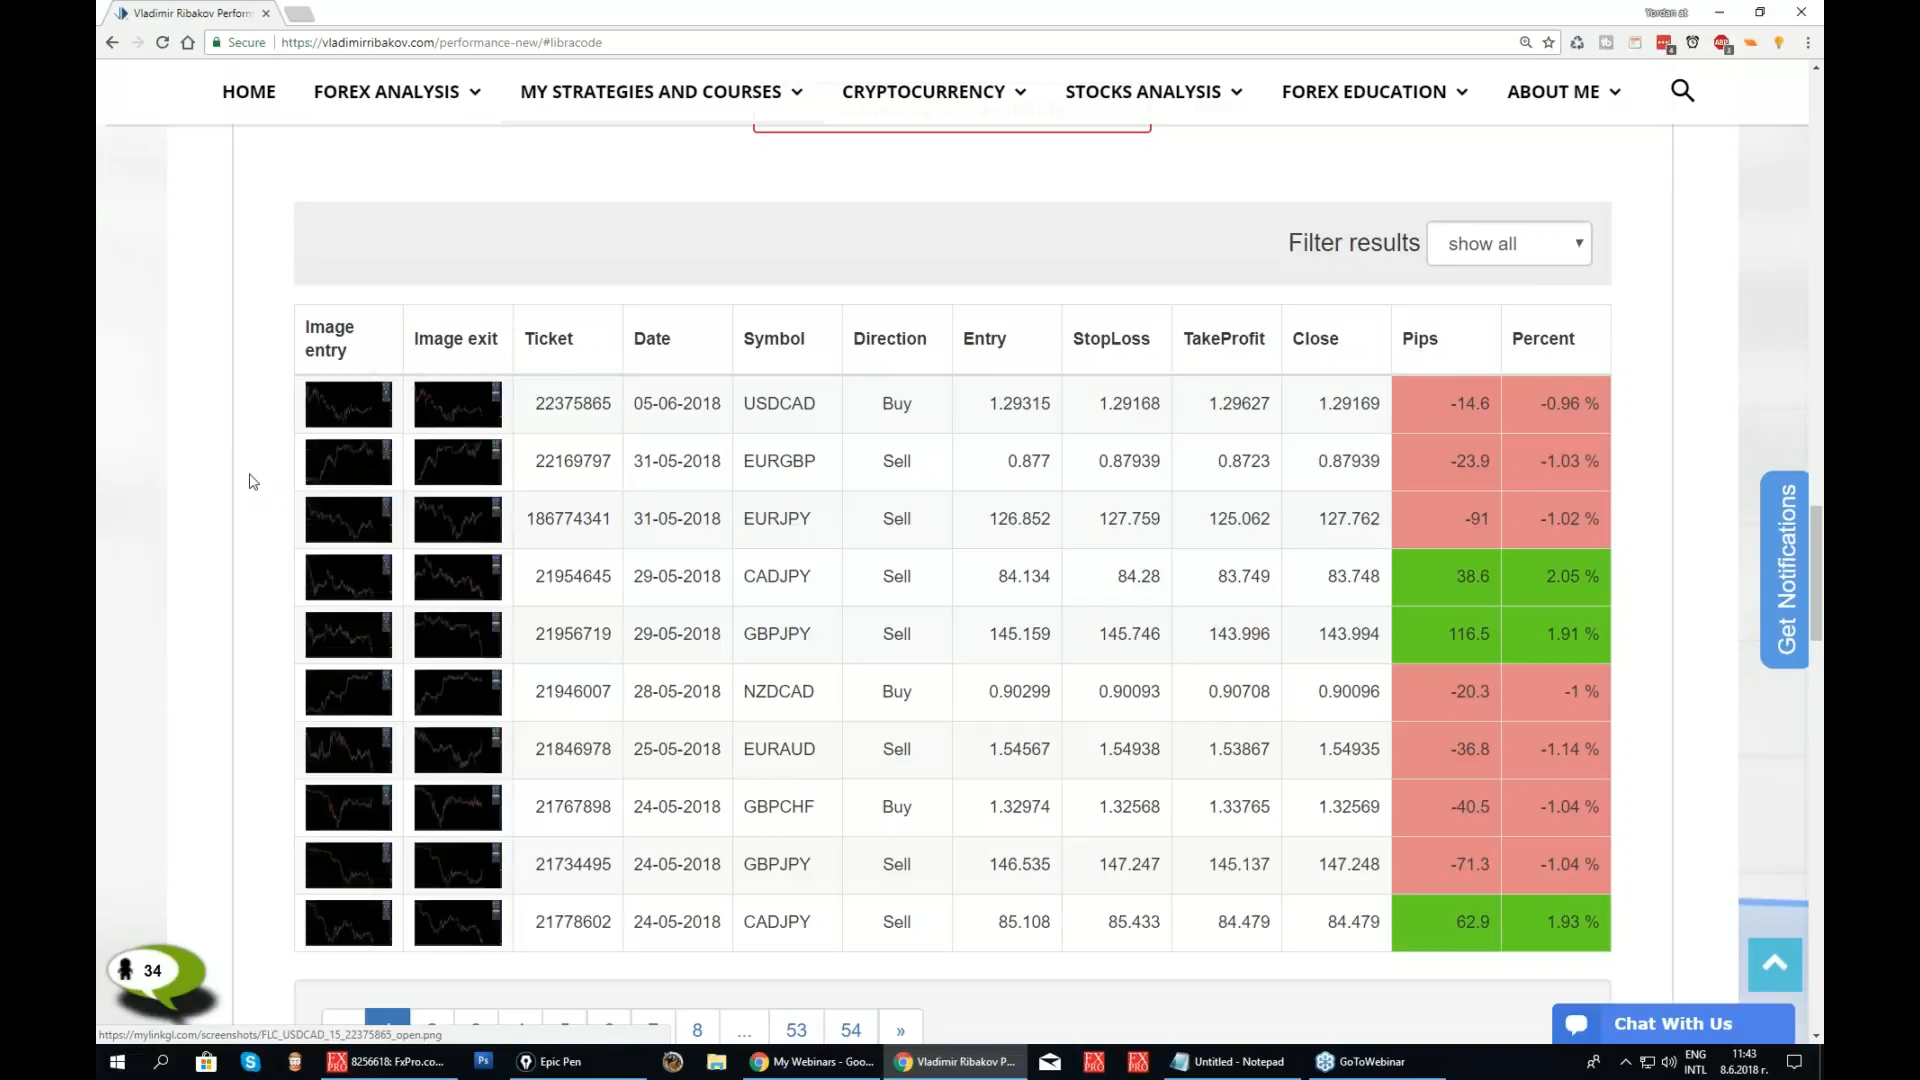 Vladimir Ribakov Perform
Yordan at
Secure https://vladimirribakov.com/performance-new/#libracode
HOME FOREX ANALYSIS MY STRATEGIES AND COURSES CRYPTOCURRENCY STOCKS ANALYSIS FOREX EDUCATION ABOUT ME
Filter results show all
Image entry Image exit Ticket Date Symbol Direction Entry StopLoss TakeProfit Close Pips Percent
22375865 05-06-2018 USDCAD Buy 1.29315 1.29168 1.29627 1.29169 -14.6 -0.96 %
22169797 31-05-2018 EURGBP Sell 0.877 0.87939 0.8723 0.87939 -23.9 -1.03 %
186774341 31-05-2018 EURJPY Sell 126.852 127.759 125.062 127.762 -91 -1.02 %
21954645 29-05-2018 CADJPY Sell 84.134 84.28 83.749 83.748 38.6 2.05 %
21956719 29-05-2018 GBPJPY Sell 145.159 145.746 143.996 143.994 116.5 1.91 %
21946007 28-05-2018 NZDCAD Buy 0.90299 0.90093 0.90708 0.90096 -20.3 -1 %
21846978 25-05-2018 EURAUD Sell 1.54567 1.54938 1.53867 1.54935 -36.8 -1.14 %
21767898 24-05-2018 GBPCHF Buy 1.32974 1.32568 1.33765 1.32569 -40.5 -1.04 %
21734495 24-05-2018 GBPJPY Sell 146.535 147.247 145.137 147.248 -71.3 -1.04 %
21778602 24-05-2018 CADJPY Sell 85.108 85.433 84.479 84.479 62.9 1.93 %
Get Notifications
34
8 ... 53 54 »
Chat With Us
https://mylinkgl.com/screenshots/FLC_USDCAD_15_22375865_open.png
8256618: FxPro.co... Ps Epic Pen My Webinars - Goo... Vladimir Ribakov P... FX PRO FX PRO Untitled - Notepad GoToWebinar ENG 11:43
INTL 8.6.2018 г.